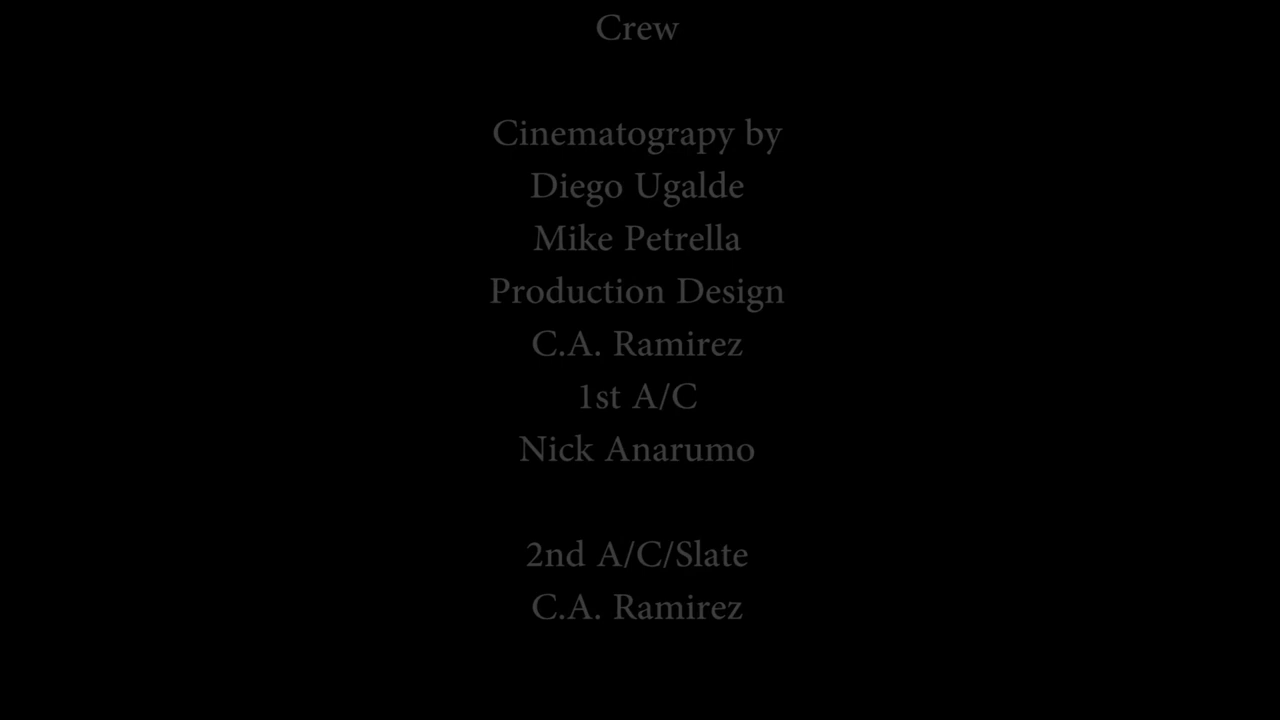 Crew
Cinematograpy by
Diego Ugalde
Mike Petrella
Production Design
C.A. Ramirez
1st A/C
Nick Anarumo
2nd A/C/Slate
C.A. Ramirez